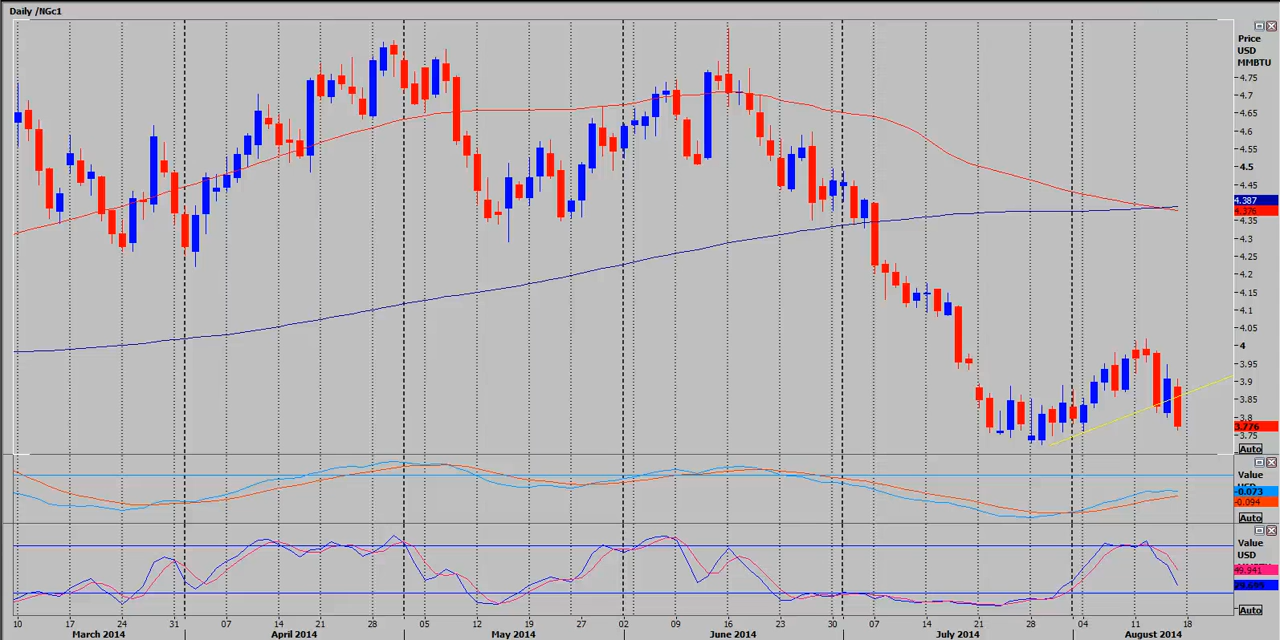 Daily /NGc1
Price
USD
MMBTU
4.75
4.7
4.65
4.6
4.55
4.5
4.45
4.387
4.376
4.35
4.3
4.25
4.2
4.15
4.1
4.05
4
3.95
3.9
3.85
3.8
3.776
3.75
Auto
Value
-0.073
-0.094
Auto
Value
USD
49.941
Auto
10 17 24 31 07 14 21 28 05 12 19 27 02 09 16 23 30 07 14 21 28 04 11 18
March 2014 April 2014 May 2014 June 2014 July 2014 August 2014